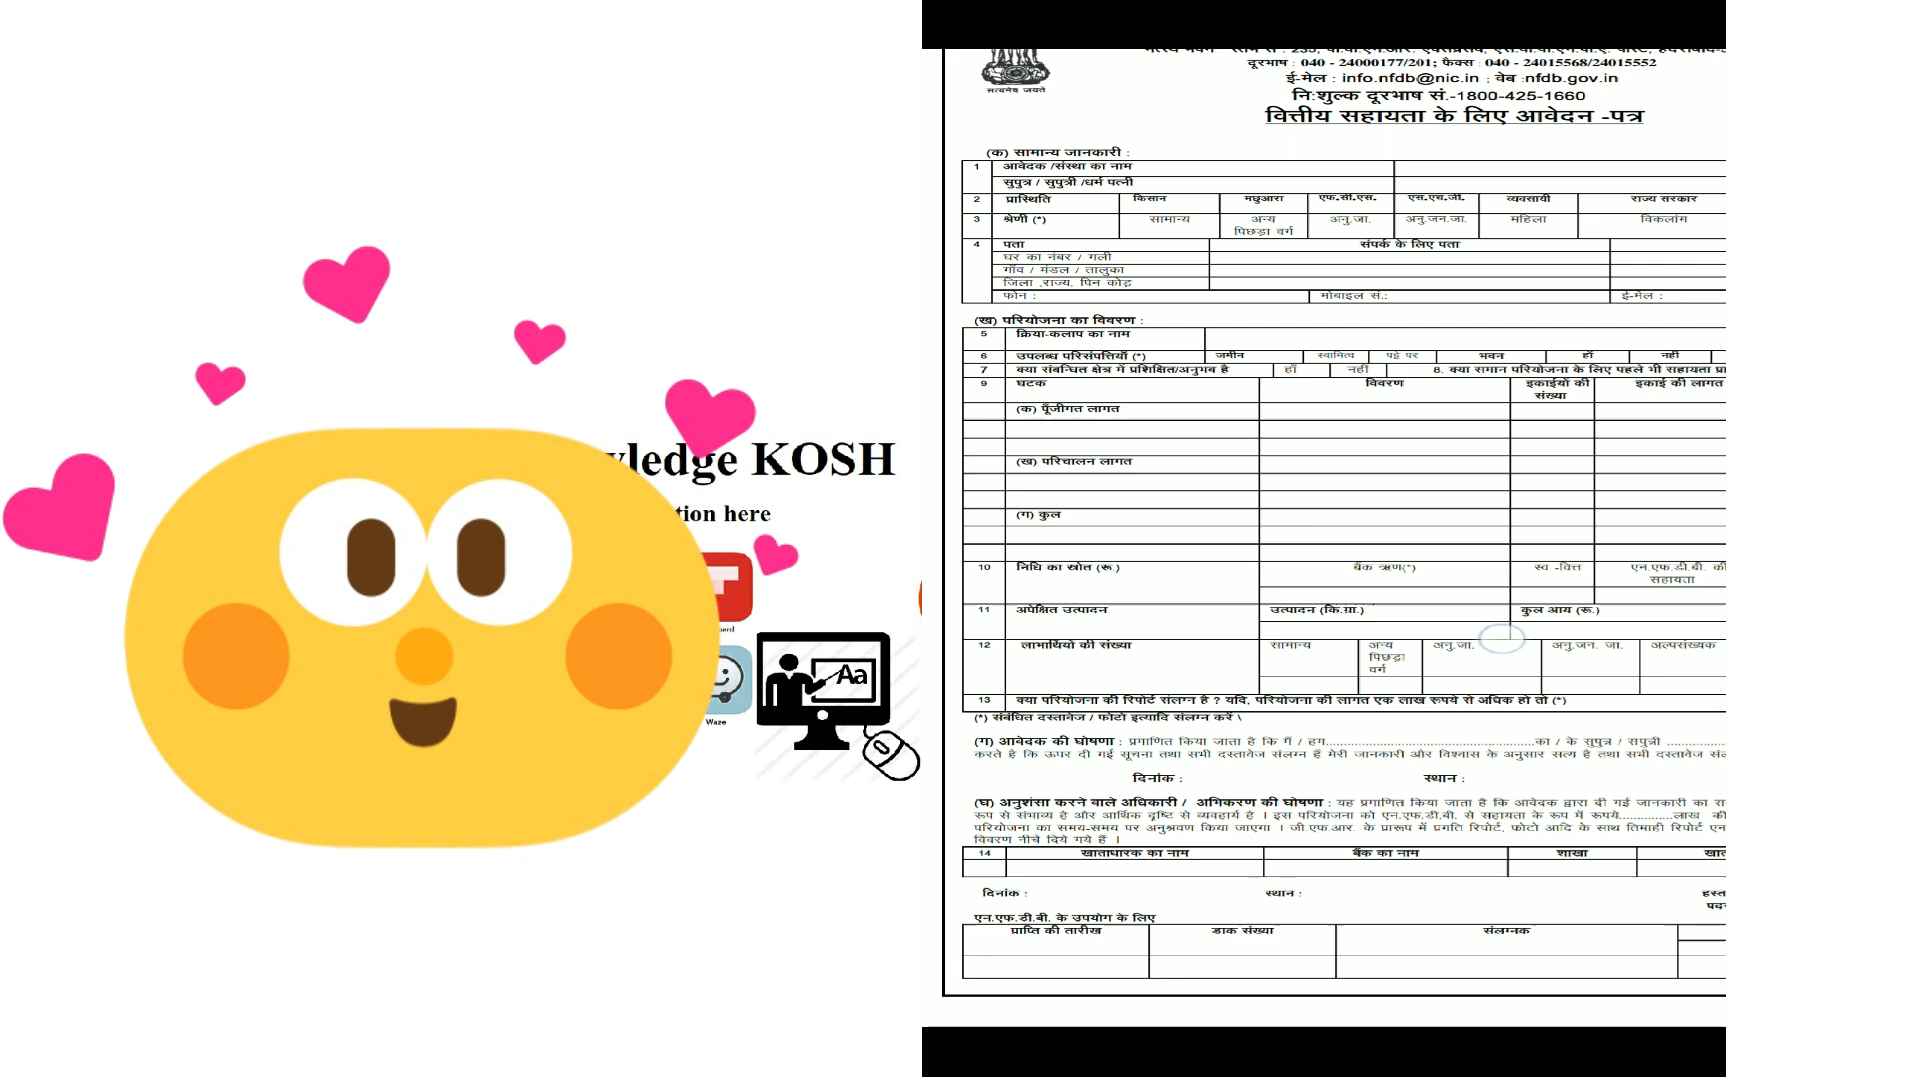 KOSH
here
Waze
सत्यमेव जयते
दूरभाष : 040 - 24000177/201; फैक्स : 040 - 24015568/24015552
ई-मेल : info.nfdb@nic.in ; वेब :nfdb.gov.in
नि:शुल्क दूरभाष सं.-1800-425-1660
वित्तीय सहायता के लिए आवेदन -पत्र
(क) सामान्य जानकारी :
1 आवेदक /संस्था का नाम
सुपुत्र / सुपुत्री /धर्म पत्नी
2 प्रास्थिति किसान मछुआरा एफ.सी.एस. एस.एच.जी. व्यवसायी राज्य सरकार
3 श्रेणी (*) सामान्य अन्य पिछड़ा वर्ग अनु.जा. अनु.जन.जा. महिला विकलांग
4 पता संपर्क के लिए पता
घर का नंबर / गली
गाँव / मंडल / तालुका
जिला ,राज्य, पिन कोड़
फोन : मोबाइल सं.: ई-मेल :
(ख) परियोजना का विवरण :
5 क्रिया-कलाप का नाम
6 उपलब्ध परिसंपत्तियाँ (*) जमीन स्वामित्व पट्टे पर भवन हाँ नहीं
7 क्या संबन्धित क्षेत्र में प्रशिक्षित/अनुभव है हाँ नहीं 8. क्या समान परियोजना के लिए पहले भी सहायता
9 घटक विवरण इकाईयों की संख्या इकाई की लागत
(क) पूँजीगत लागत
(ख) परिचालन लागत
(ग) कुल
10 निधि का स्रोत (रू.) बैंक ऋण(*) स्व -वित्त एन.एफ.डी.बी. की सहायता
11 अपेक्षित उत्पादन उत्पादन (कि.ग्रा.) कुल आय (रू.)
12 लाभार्थियों की संख्या सामान्य अन्य पिछड़ा वर्ग अनु.जा. अनु.जन. जा. अल्पसंख्यक
13 क्या परियोजना की रिपोर्ट संलग्न है ? यदि, परियोजना की लागत एक लाख रूपये से अधिक हो तो (*)
(*) संबंधित दस्तावेज / फोटो इत्यादि संलग्न करें \
(ग) आवेदक की घोषणा : प्रमाणित किया जाता है कि मैं / हम..............................................का / के सुपुत्र / सपुत्री ...............
करते है कि ऊपर दी गई सूचना तथा सभी दस्तावेज संलग्न हैं मेरी जानकारी और विश्वास के अनुसार सत्य है तथा सभी दस्तावेज
दिनांक : स्थान :
(घ) अनुशंसा करने वाले अधिकारी / अभिकरण की घोषणा : यह प्रमाणित किया जाता है कि आवेदक द्वारा दी गई जानकारी का
रूप से संभाव्य है और आर्थिक दृष्टि से व्यवहार्य है । इस परियोजना को एन.एफ.डी.बी. से सहायता के रूप में रूपये..............लाख की
परियोजना का समय-समय पर अनुश्रवण किया जाएगा । जी.एफ.आर. के प्रारूप में प्रगति रिपोर्ट, फोटो आदि के साथ तिमाही रिपोर्ट
विवरण नीचे दिये गये हैं ।
14 खाताधारक का नाम बैंक का नाम शाखा
दिनांक : स्थान :
एन.एफ.डी.बी. के उपयोग के लिए
प्राप्ति की तारीख डाक संख्या संलग्नक